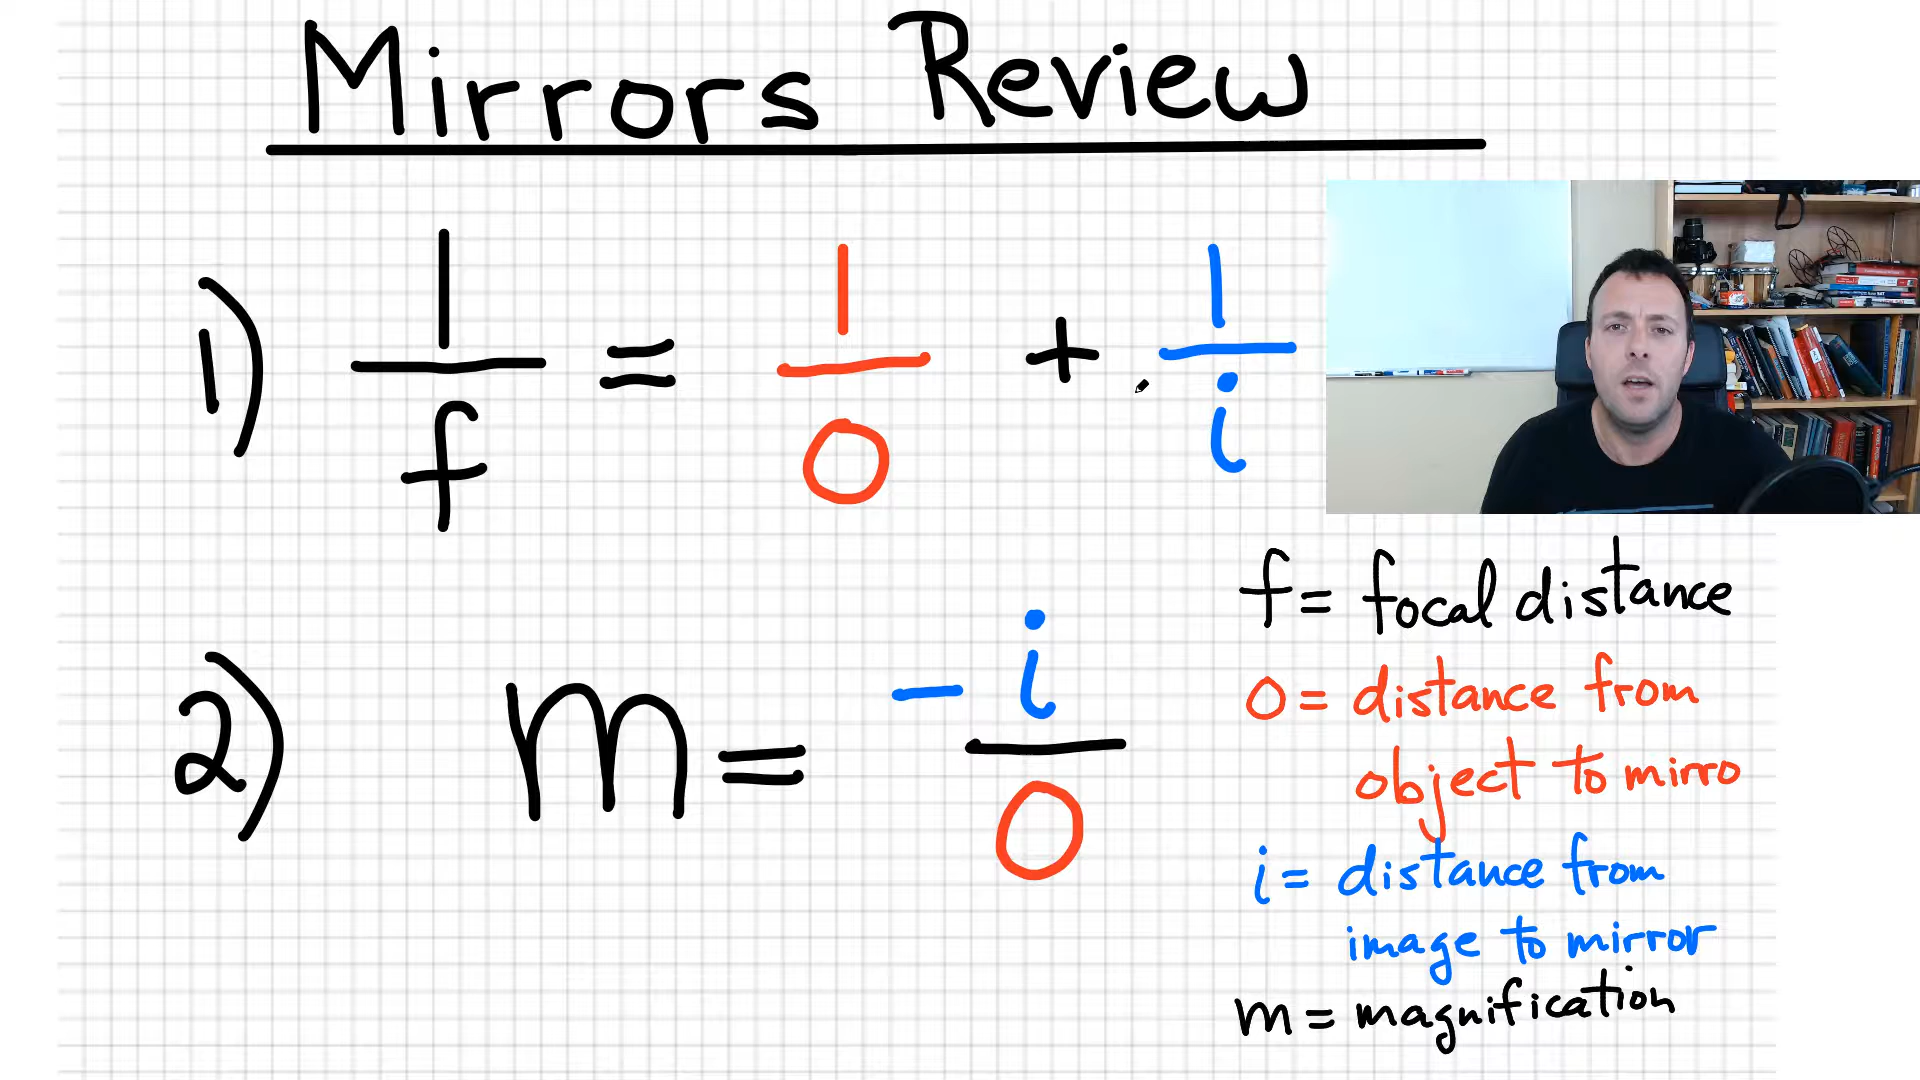 Mirrors Review
1) 1/f = 1/o + 1/i
2) m = -i/o
f = focal distance
o = distance from
object to mirro
i = distance from
image to mirror
m = magnification